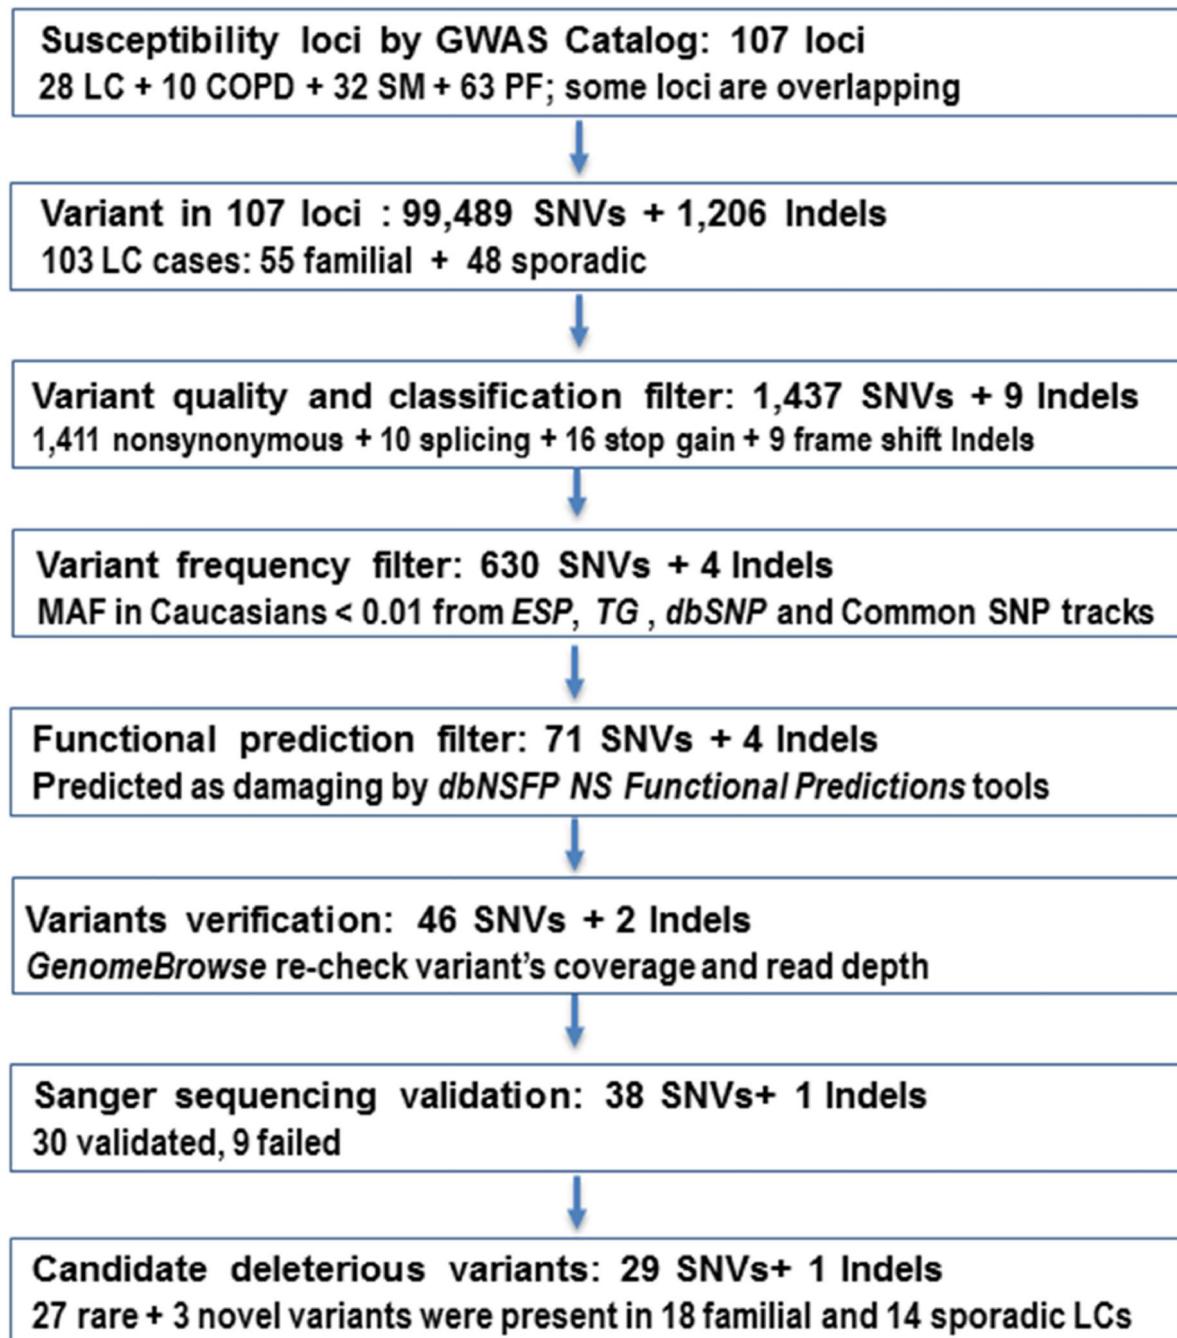 Susceptibility loci by GWAS Catalog: 107 loci
28 LC + 10 COPD + 32 SM + 63 PF; some loci are overlapping
Variant in 107 loci : 99,489 SNVs + 1,206 Indels
103 LC cases: 55 familial + 48 sporadic
Variant quality and classification filter: 1,437 SNVs + 9 Indels
1,411 nonsynonymous + 10 splicing + 16 stop gain + 9 frame shift Indels
Variant frequency filter: 630 SNVs + 4 Indels
MAF in Caucasians < 0.01 from ESP, TG , dbSNP and Common SNP tracks
Functional prediction filter: 71 SNVs + 4 Indels
Predicted as damaging by dbNSFP NS Functional Predictions tools
Variants verification: 46 SNVs + 2 Indels
GenomeBrowse re-check variant's coverage and read depth
Sanger sequencing validation: 38 SNVs+ 1 Indels
30 validated, 9 failed
Candidate deleterious variants: 29 SNVs+ 1 Indels
27 rare + 3 novel variants were present in 18 familial and 14 sporadic LCs